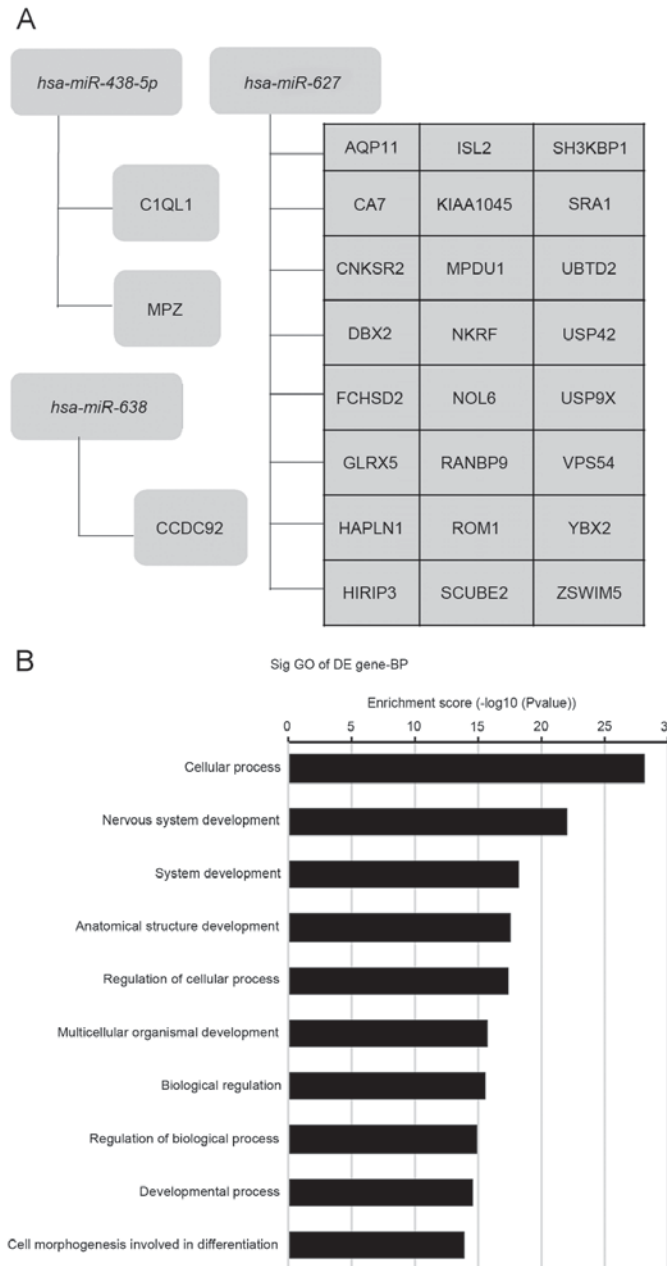 A
hsa-miR-438-5p
hsa-miR-627
AQP11 ISL2 SH3KBP1
CA7 KIAA1045 SRA1
C1QL1
CNKSR2 MPDU1 UBTD2
MPZ
DBX2 NKRF USP42
hsa-miR-638
FCHSD2 NOL6 USP9X
GLRX5 RANBP9 VPS54
CCDC92
HAPLN1 ROM1 YBX2
HIRIP3 SCUBE2 ZSWIM5
B
Sig GO of DE gene-BP
Enrichment score (-log10 (Pvalue))
0 5 10 15 20 25 3
Cellular process
Nervous system development
System development
Anatomical structure development
Regulation of cellular process
Multicellular organismal development
Biological regulation
Regulation of biological process
Developmental process
Cell morphogenesis involved in differentiation